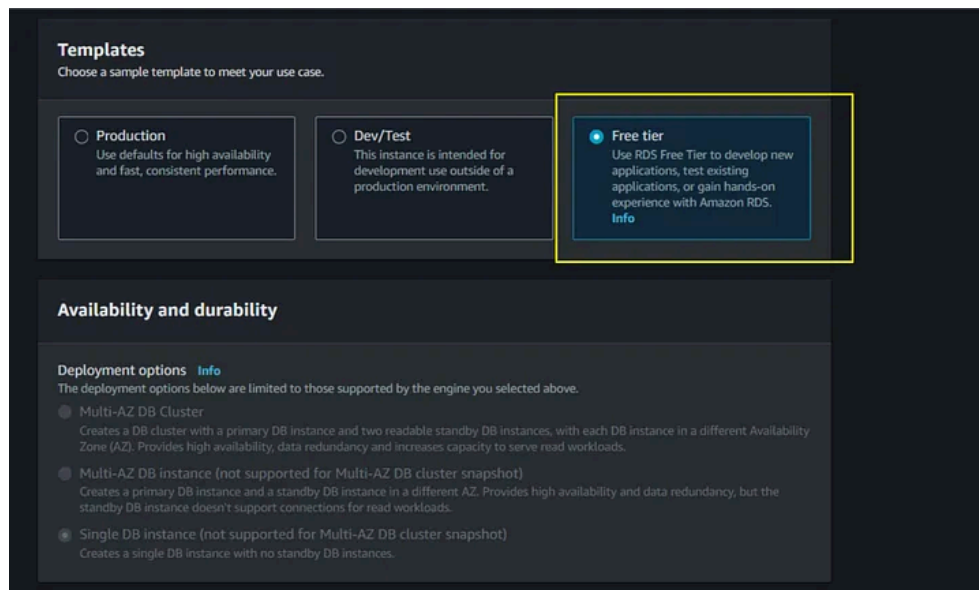 Templates
Choose a sample template to meet your use case.
Production
Use defaults for high availability
and fast, consistent performance.
Dev/Test
This instance is intended for
development use outside of a
production environment.
Free tier
Use RDS Free Tier to develop new
applications, test existing
applications, or gain hands-on
experience with Amazon RDS.
Info
Availability and durability
Deployment options Info
The deployment options below are limited to those supported by the engine you selected above.
Multi-AZ DB Cluster
Creates a DB cluster with a primary DB instance and two readable standby DB instances, with each DB instance in a different Availability
Zone (AZ). Provides high availability, data redundancy and increases capacity to serve read workloads.
Multi-AZ DB instance (not supported for Multi-AZ DB cluster snapshot)
Creates a primary DB instance and a standby DB instance in a different AZ. Provides high availability and data redundancy, but the
standby DB instance doesn't support connections for read workloads.
Single DB instance (not supported for Multi-AZ DB cluster snapshot)
Creates a single DB instance with no standby DB instances.